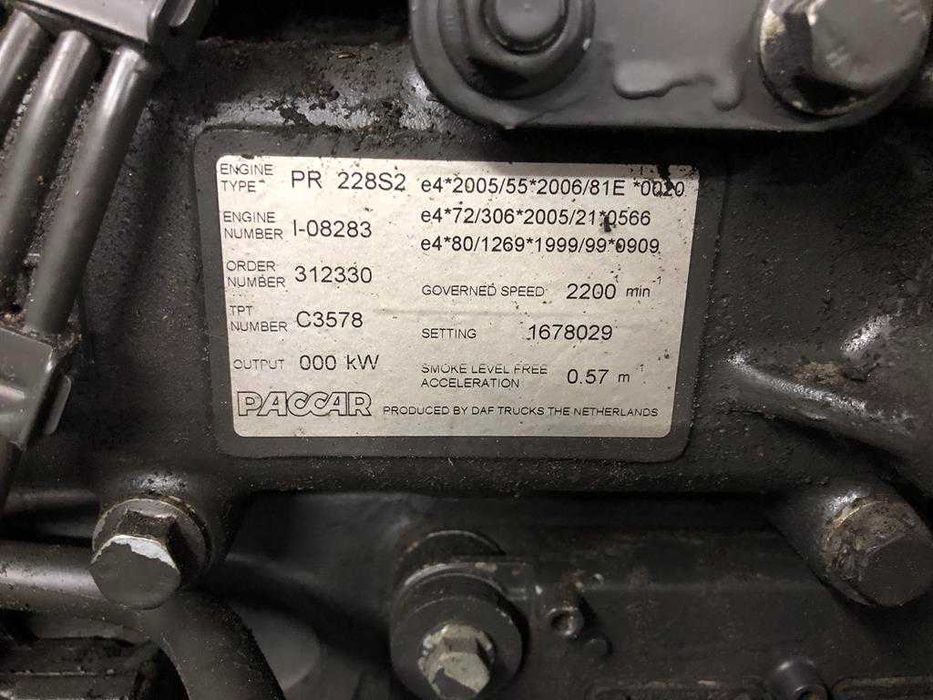 ENGINE TYPE PR 228S2 e4*2005/55*2006/81E *0020
ENGINE NUMBER I-08283 e4*72/306*2005/21*0566
e4*80/1269*1999/99*0909
ORDER NUMBER 312330 GOVERNED SPEED 2200 min-1
TPT NUMBER C3578 SETTING 1678029
OUTPUT 000 kW SMOKE LEVEL FREE ACCELERATION 0.57 m-1
PACCAR PRODUCED BY DAF TRUCKS THE NETHERLANDS